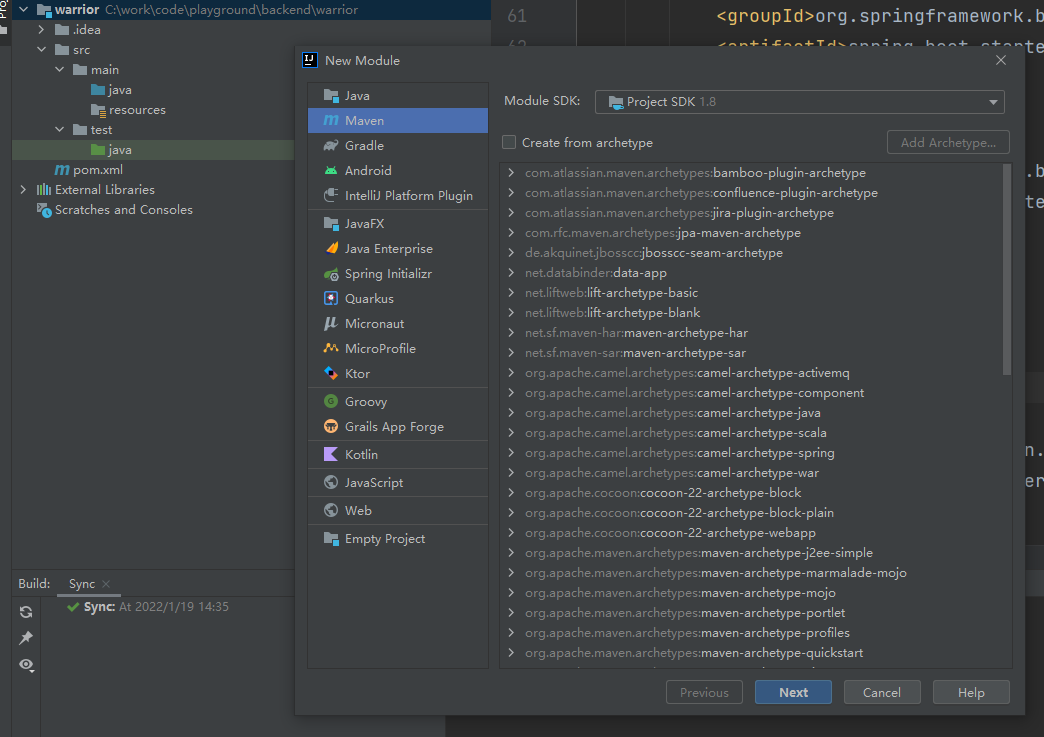 warrior C:\work\code\playground\backend\warrior
.idea
src
main
java
resources
test
java
pom.xml
External Libraries
Scratches and Consoles
61
<groupId>org.springframework.b
New Module
Java
Maven
Gradle
Android
IntelliJ Platform Plugin
JavaFX
Java Enterprise
Spring Initializr
Quarkus
Micronaut
MicroProfile
Ktor
Groovy
Grails App Forge
Kotlin
JavaScript
Web
Empty Project
Module SDK:
Project SDK 1.8
Create from archetype
Add Archetype...
com.atlassian.maven.archetypes:bamboo-plugin-archetype
com.atlassian.maven.archetypes:confluence-plugin-archetype
com.atlassian.maven.archetypes:jira-plugin-archetype
com.rfc.maven.archetypes:jpa-maven-archetype
de.akquinet.jbosscc:jbosscc-seam-archetype
net.databinder:data-app
net.liftweb:lift-archetype-basic
net.liftweb:lift-archetype-blank
net.sf.maven-har:maven-archetype-har
net.sf.maven-sar:maven-archetype-sar
org.apache.camel.archetypes:camel-archetype-activemq
org.apache.camel.archetypes:camel-archetype-component
org.apache.camel.archetypes:camel-archetype-java
org.apache.camel.archetypes:camel-archetype-scala
org.apache.camel.archetypes:camel-archetype-spring
org.apache.camel.archetypes:camel-archetype-war
org.apache.cocoon:cocoon-22-archetype-block
org.apache.cocoon:cocoon-22-archetype-block-plain
org.apache.cocoon:cocoon-22-archetype-webapp
org.apache.maven.archetypes:maven-archetype-j2ee-simple
org.apache.maven.archetypes:maven-archetype-marmalade-mojo
org.apache.maven.archetypes:maven-archetype-mojo
org.apache.maven.archetypes:maven-archetype-portlet
org.apache.maven.archetypes:maven-archetype-profiles
org.apache.maven.archetypes:maven-archetype-quickstart
Previous
Next
Cancel
Help
Build:
Sync
Sync: At 2022/1/19 14:35